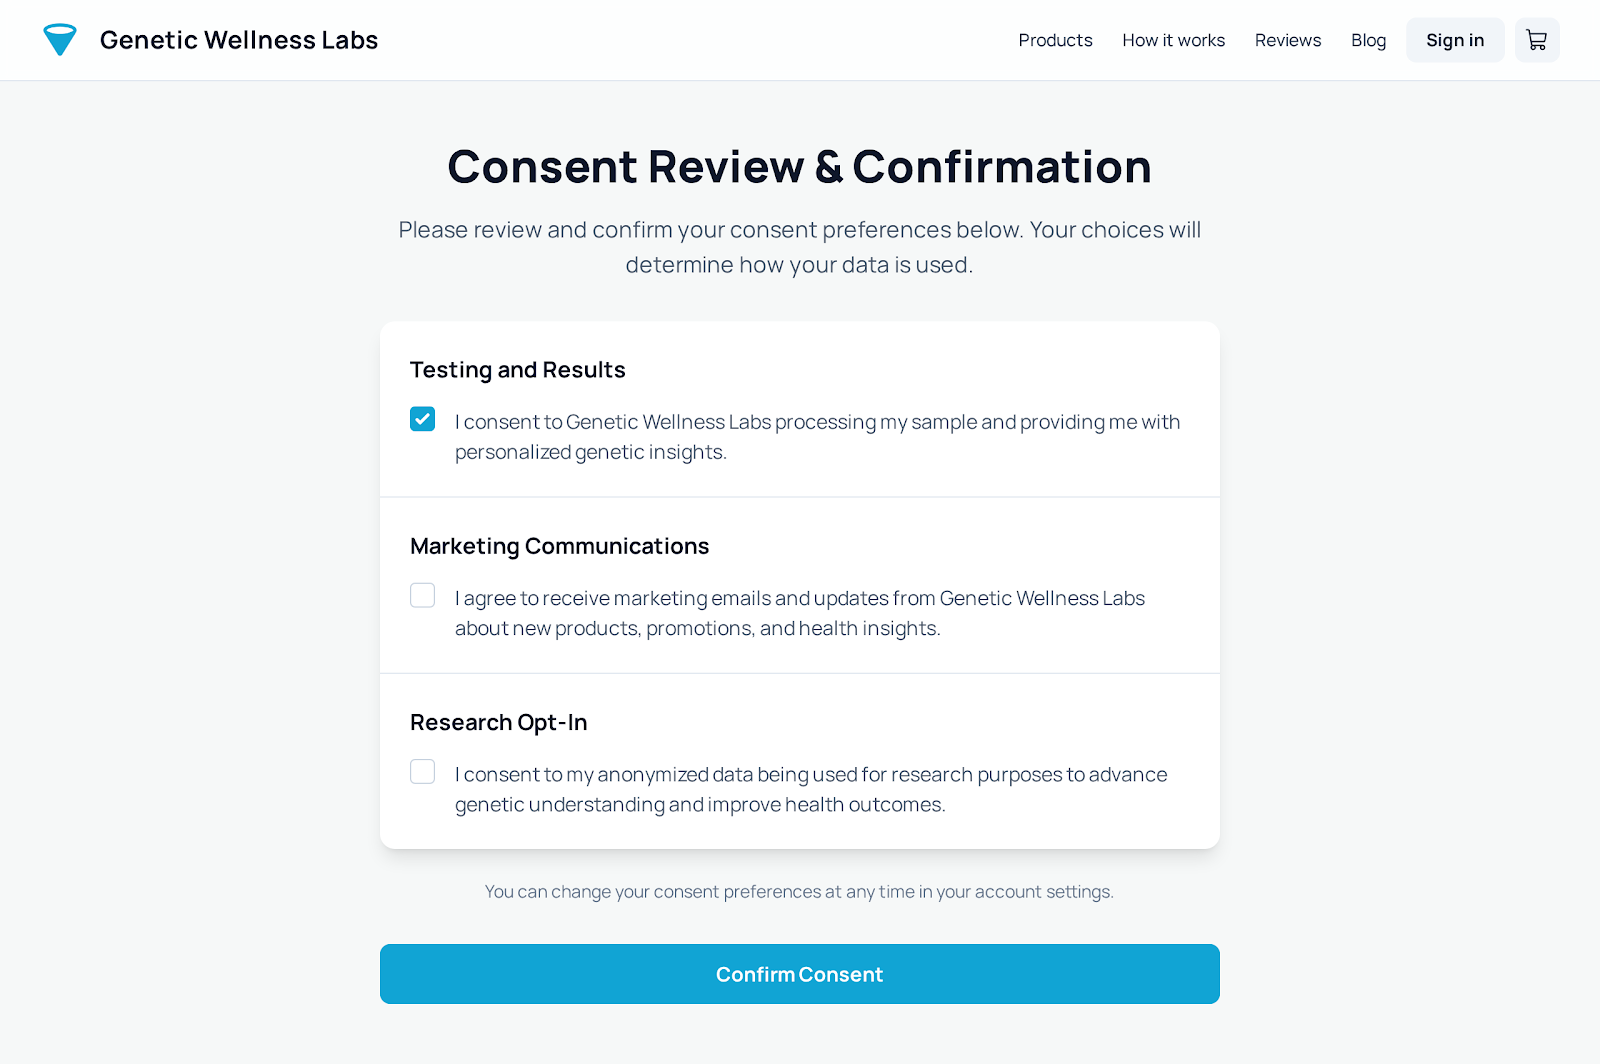 Genetic Wellness Labs
Products
How it works
Reviews
Blog
Sign in
Consent Review & Confirmation
Please review and confirm your consent preferences below. Your choices will
determine how your data is used.
Testing and Results
I consent to Genetic Wellness Labs processing my sample and providing me with
personalized genetic insights.
Marketing Communications
I agree to receive marketing emails and updates from Genetic Wellness Labs
about new products, promotions, and health insights.
Research Opt-In
I consent to my anonymized data being used for research purposes to advance
genetic understanding and improve health outcomes.
You can change your consent preferences at any time in your account settings.
Confirm Consent